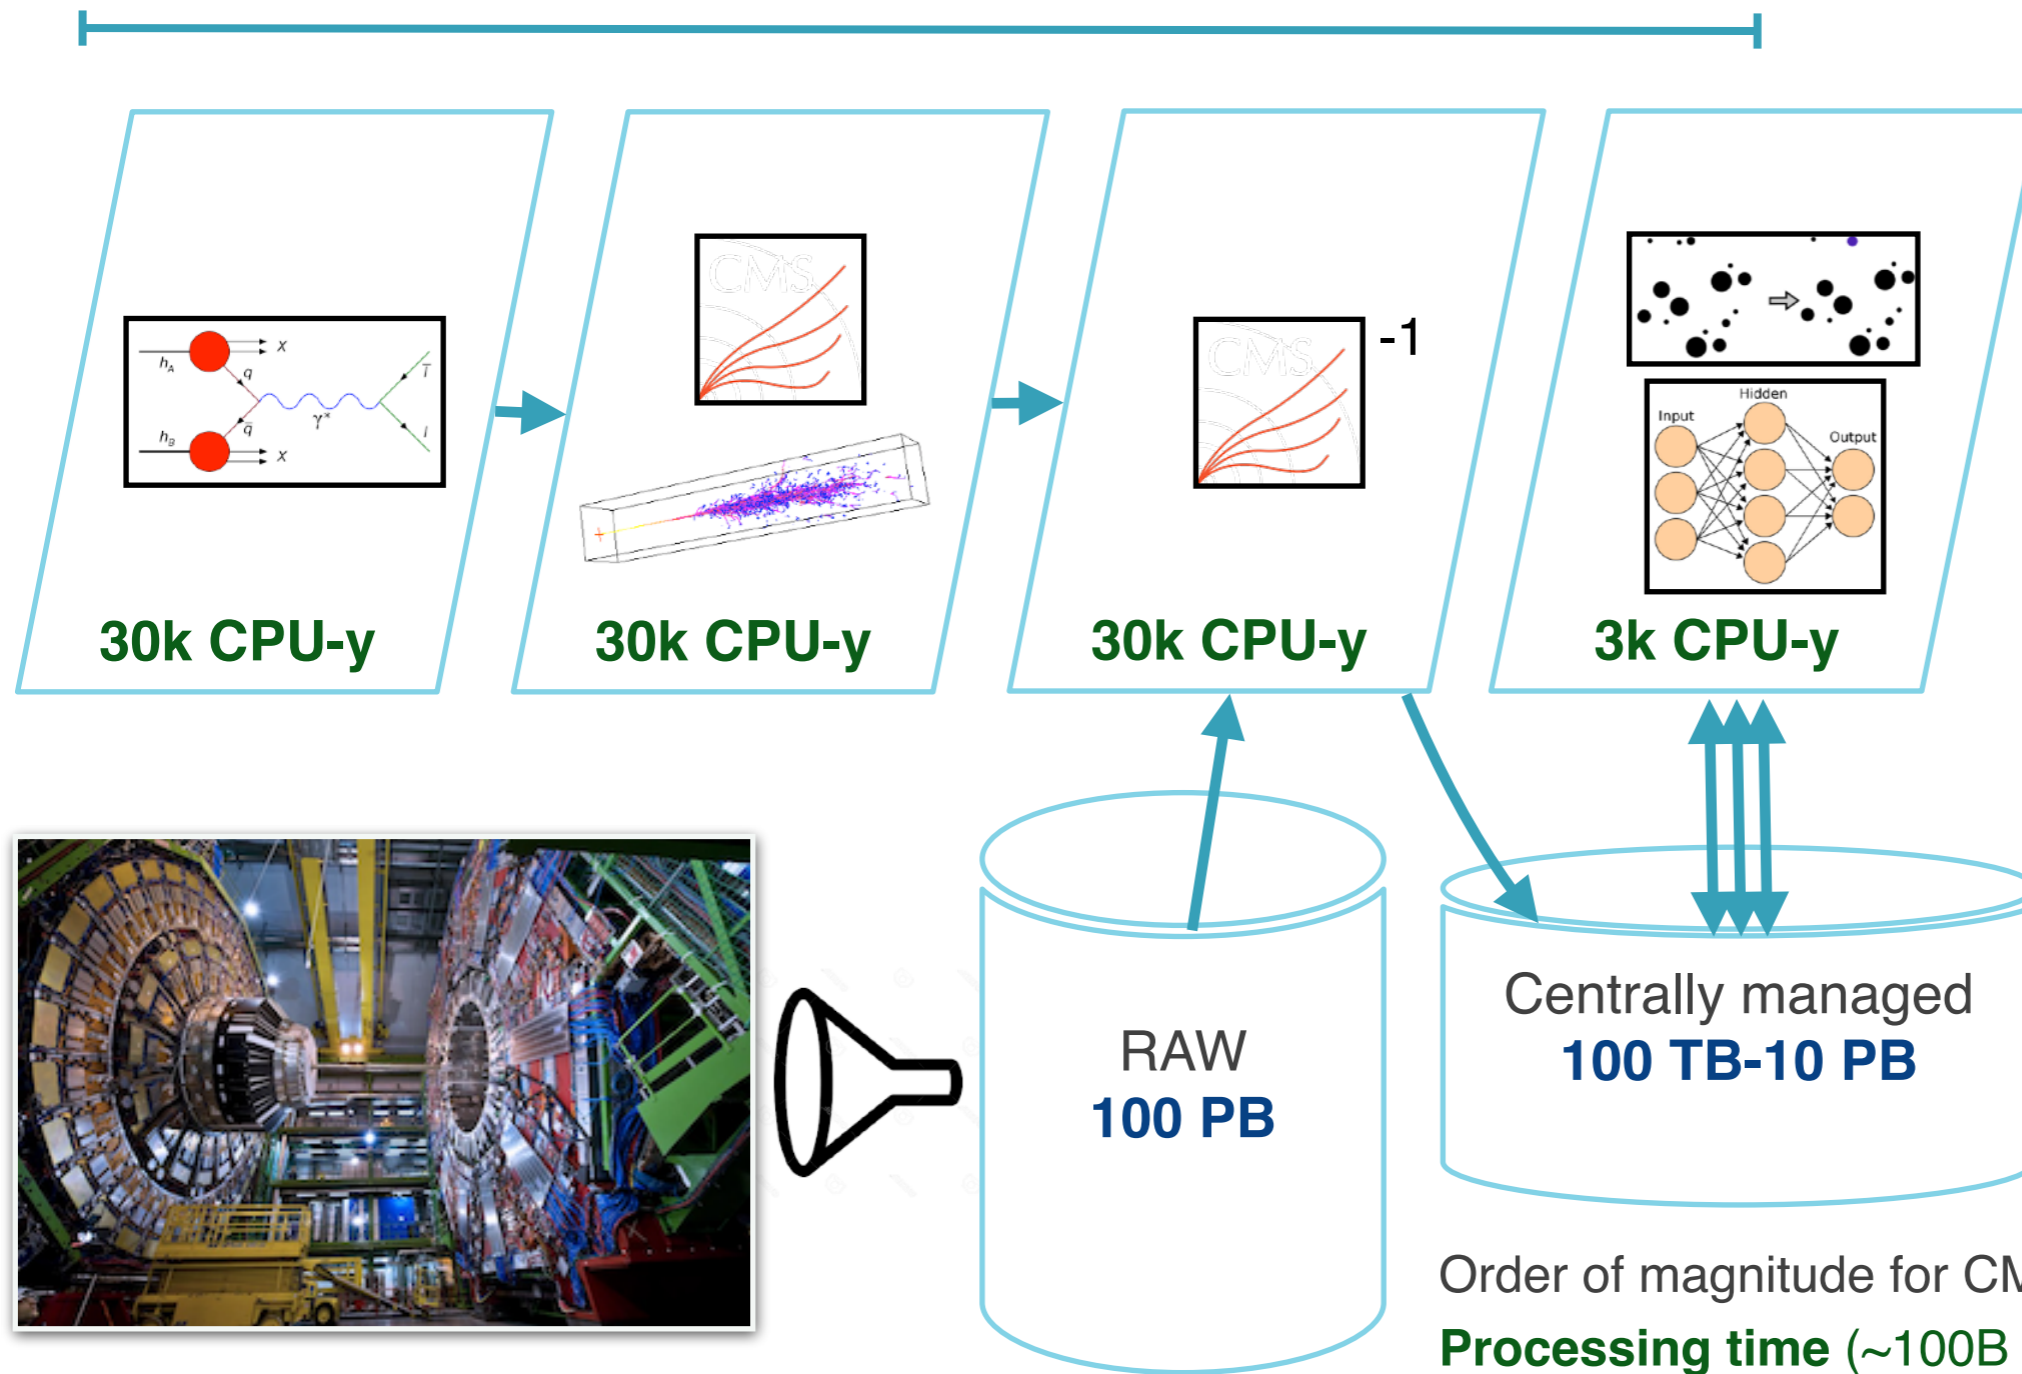 CMS
CMS
-1
h_A
X
q
γ*
l̄
h_B
q̄
X
l
Hidden
Input
Output
30k CPU-y
30k CPU-y
30k CPU-y
3k CPU-y
RAW
100 PB
Centrally managed
100 TB-10 PB
Order of magnitude for CM
Processing time (~100B